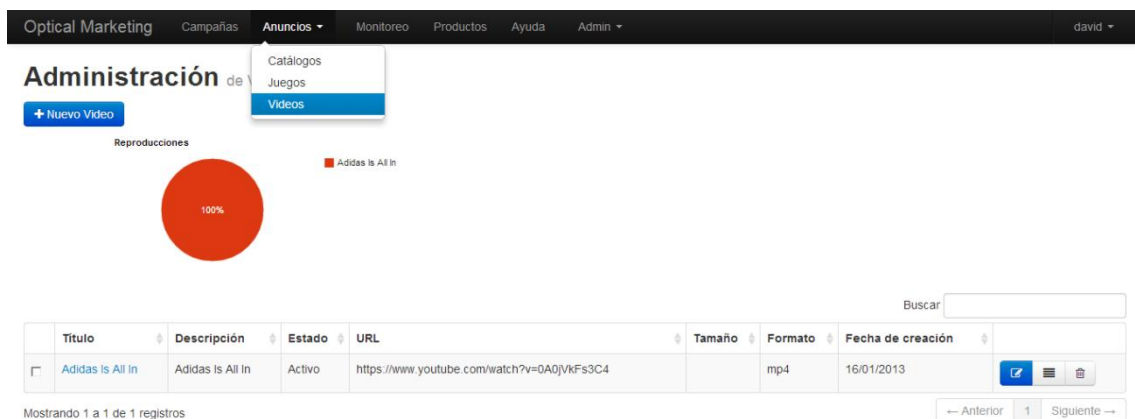 Optical Marketing Campañas Anuncios Monitoreo Productos Ayuda Admin david
Catálogos
Juegos
Videos
Administración de
+ Nuevo Video
Reproducciones
Adidas Is All In
100%
Buscar
Título Descripción Estado URL Tamaño Formato Fecha de creación
Adidas Is All In Adidas Is All In Activo https://www.youtube.com/watch?v=0A0jVkFs3C4 mp4 16/01/2013
Mostrando 1 a 1 de 1 registros
← Anterior 1 Siguiente →